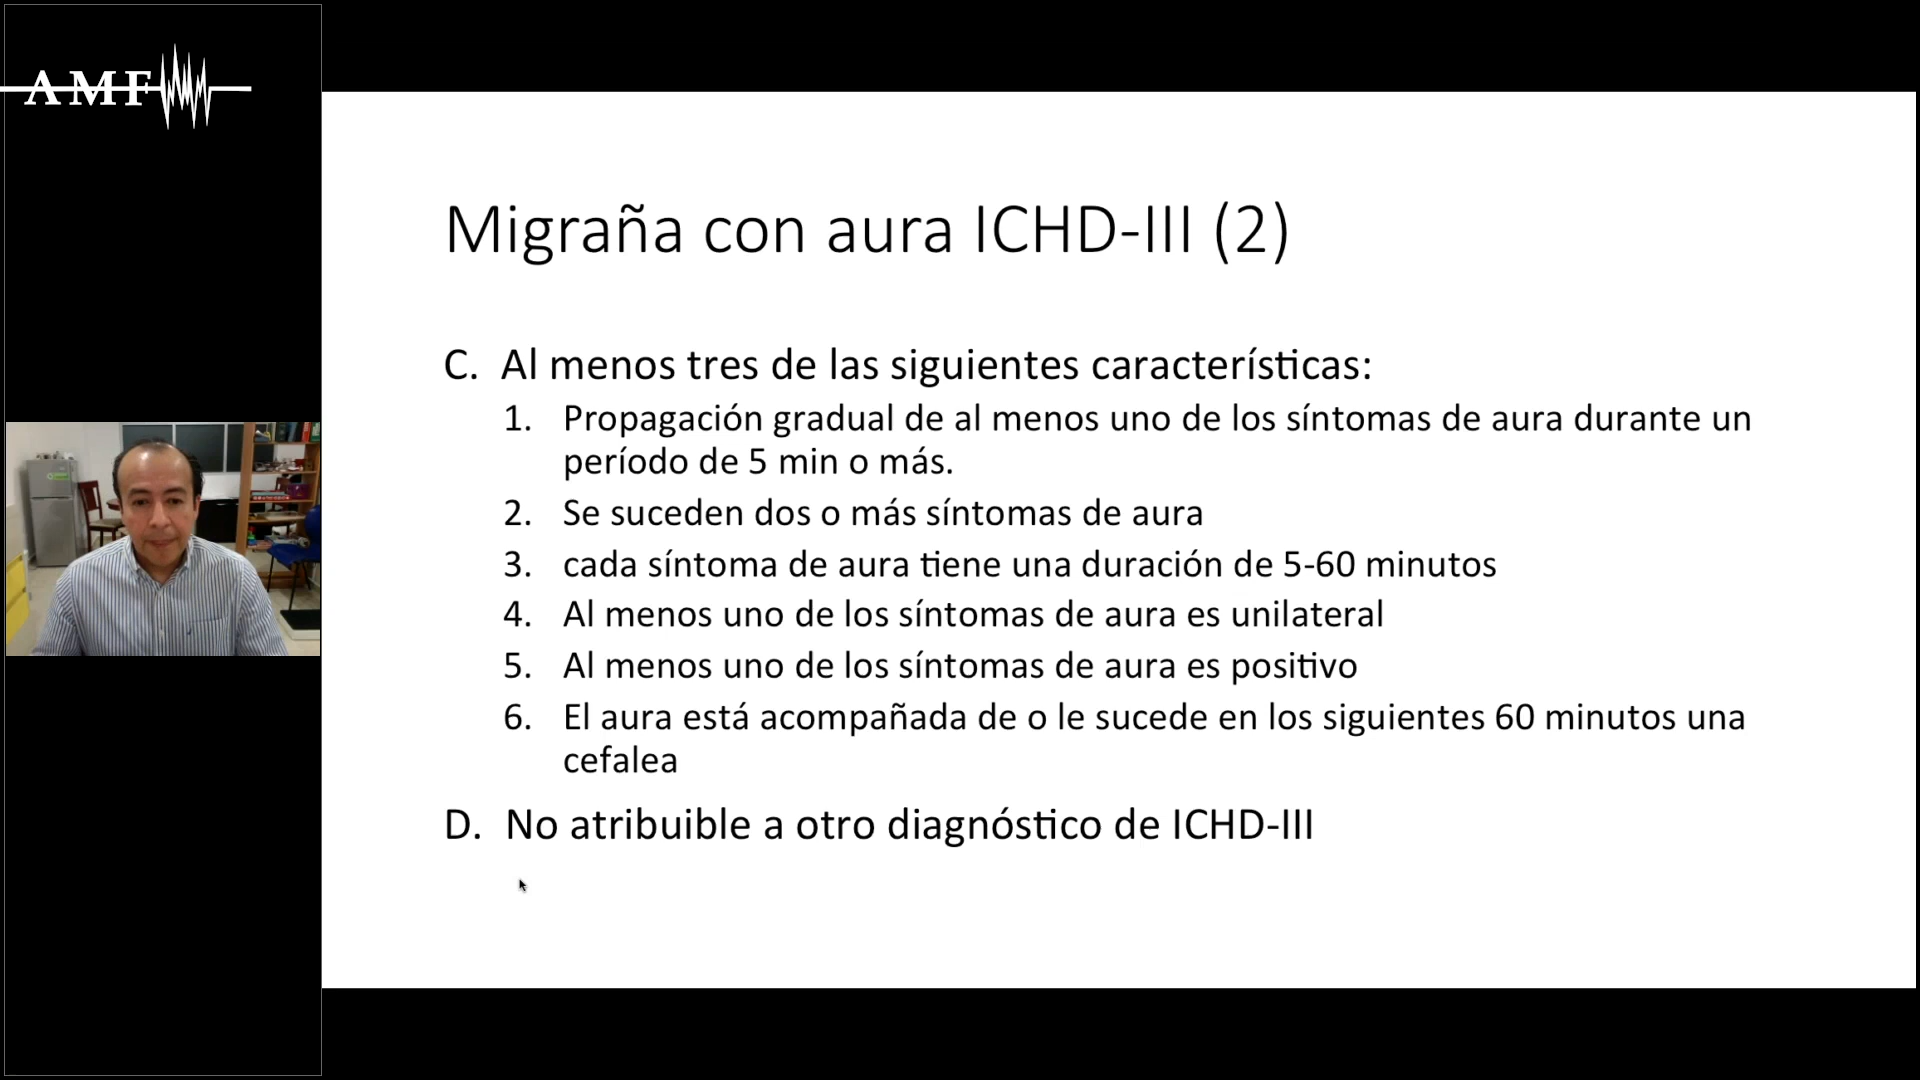 AMF
Migraña con aura ICHD-III (2)
C. Al menos tres de las siguientes características:
1. Propagación gradual de al menos uno de los síntomas de aura durante un
período de 5 min o más.
2. Se suceden dos o más síntomas de aura
3. cada síntoma de aura tiene una duración de 5-60 minutos
4. Al menos uno de los síntomas de aura es unilateral
5. Al menos uno de los síntomas de aura es positivo
6. El aura está acompañada de o le sucede en los siguientes 60 minutos una
cefalea
D. No atribuible a otro diagnóstico de ICHD-III